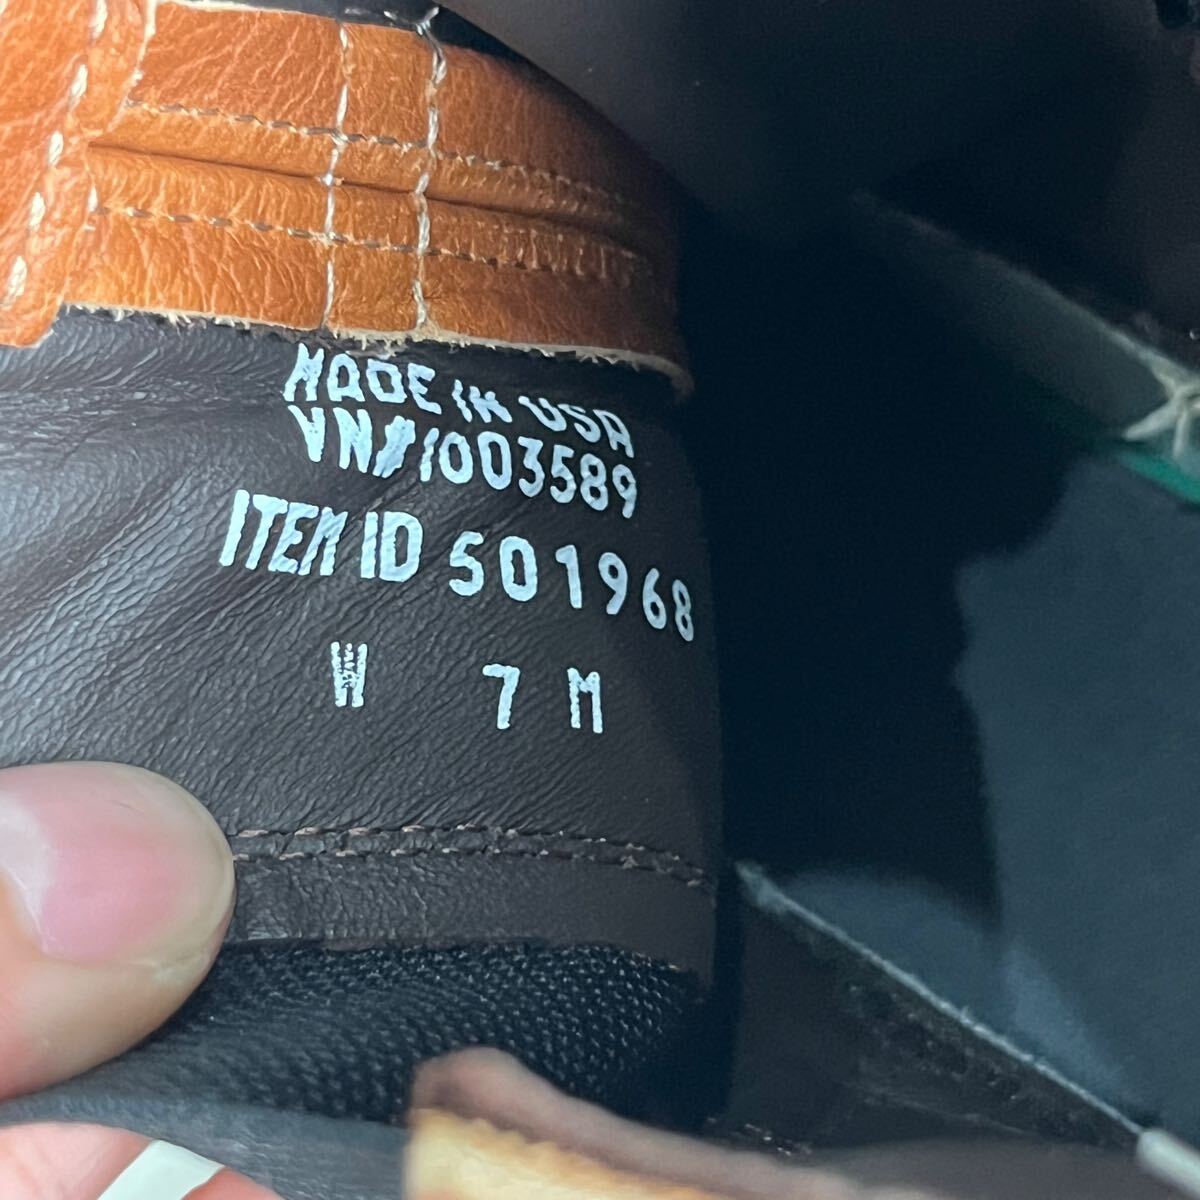 MADE IN USA
VN#1003589
ITEM ID 501968
W 7 M